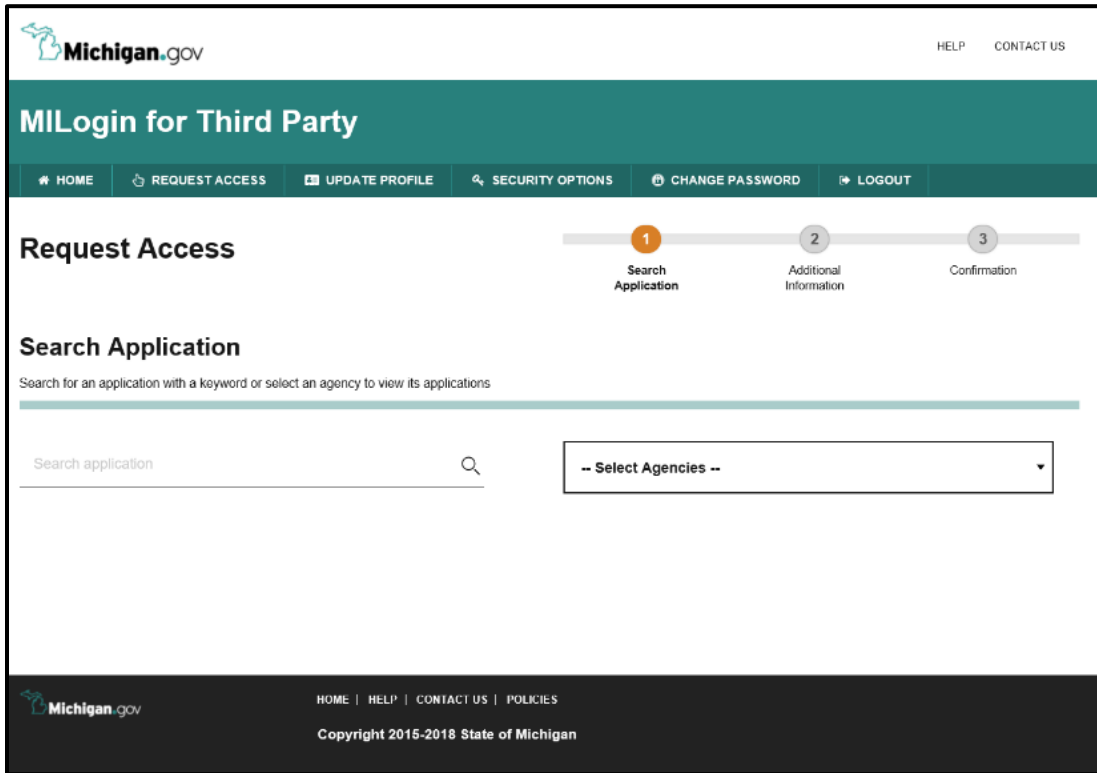 Michigan.gov
HELP CONTACT US
MILogin for Third Party
HOME REQUEST ACCESS UPDATE PROFILE SECURITY OPTIONS CHANGE PASSWORD LOGOUT
Request Access
1 2 3
Search Application
Additional Information
Confirmation
Search Application
Search for an application with a keyword or select an agency to view its applications
Search application
-- Select Agencies --
Michigan.gov
HOME | HELP | CONTACT US | POLICIES
Copyright 2015-2018 State of Michigan